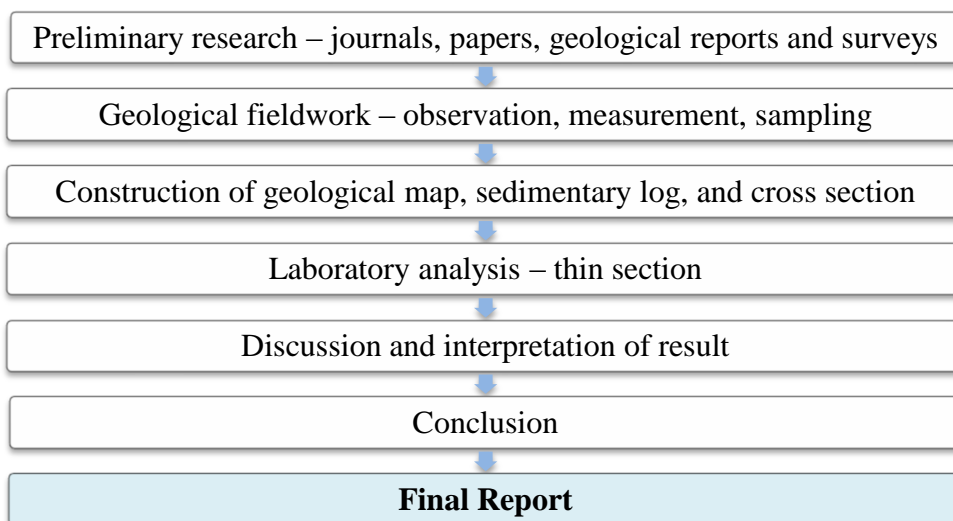 Preliminary research – journals, papers, geological reports and surveys
Geological fieldwork – observation, measurement, sampling
Construction of geological map, sedimentary log, and cross section
Laboratory analysis – thin section
Discussion and interpretation of result
Conclusion
Final Report